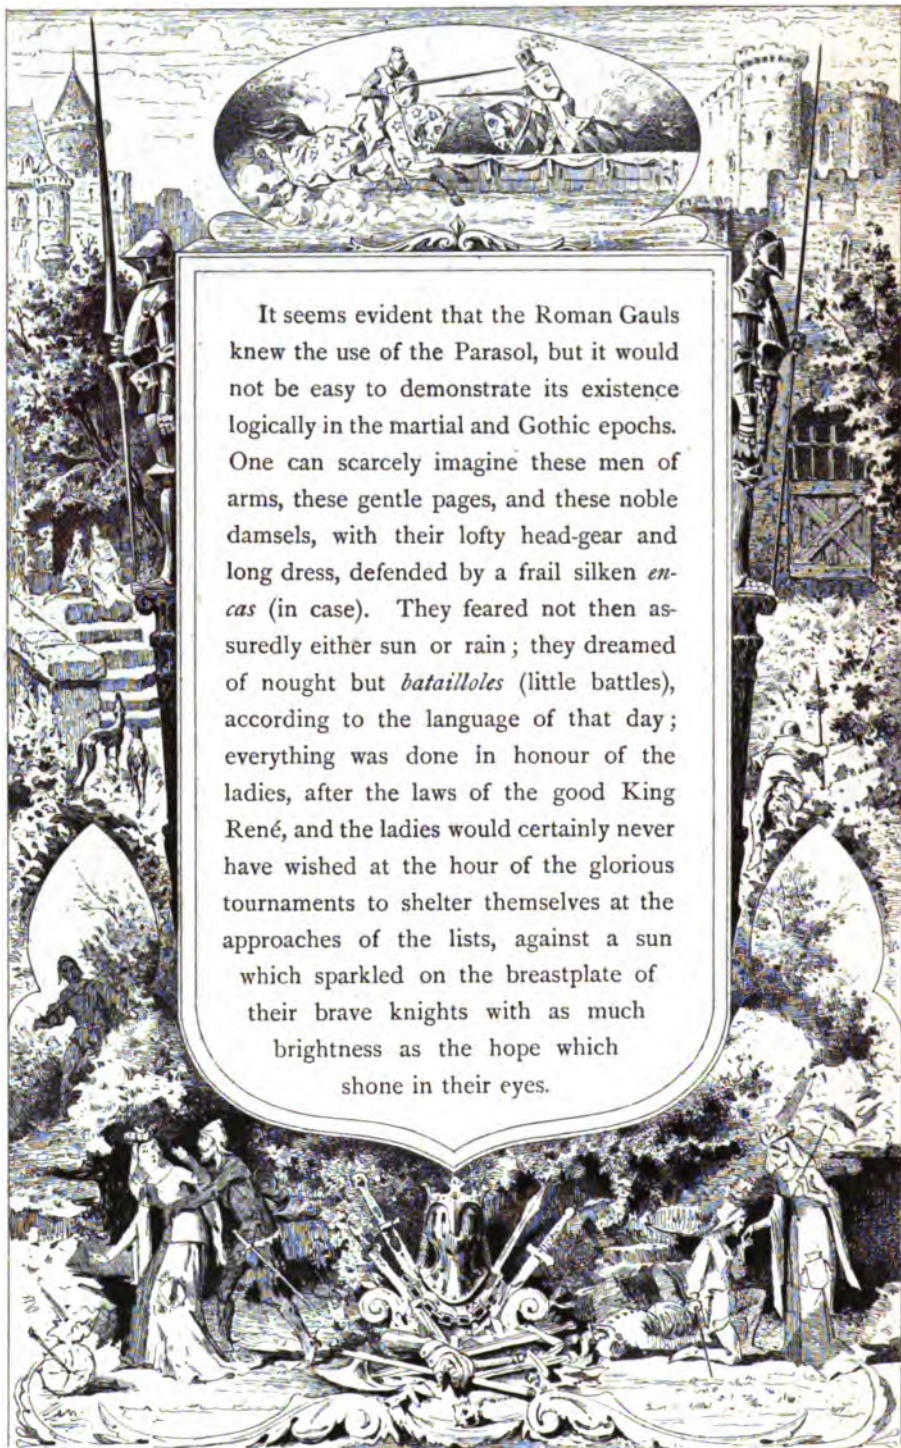 It seems evident that the Roman Gauls
knew the use of the Parasol, but it would
not be easy to demonstrate its existence
logically in the martial and Gothic epochs.
One can scarcely imagine these men of
arms, these gentle pages, and these noble
damsels, with their lofty head-gear and
long dress, defended by a frail silken en-
cas (in case). They feared not then as-
suredly either sun or rain; they dreamed
of nought but batailloles (little battles),
according to the language of that day;
everything was done in honour of the
ladies, after the laws of the good King
René, and the ladies would certainly never
have wished at the hour of the glorious
tournaments to shelter themselves at the
approaches of the lists, against a sun
which sparkled on the breastplate of
their brave knights with as much
brightness as the hope which
shone in their eyes.